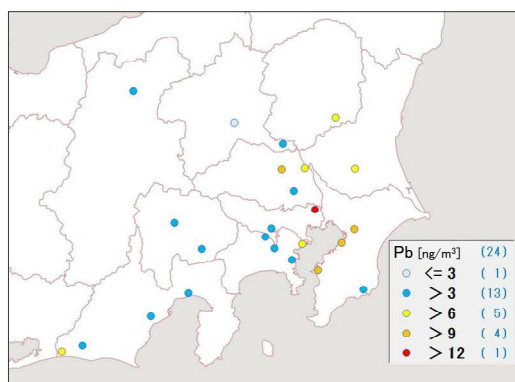 Pb [ng/m³] (24)
<= 3 ( 1)
> 3 (13)
> 6 ( 5)
> 9 ( 4)
> 12 ( 1)